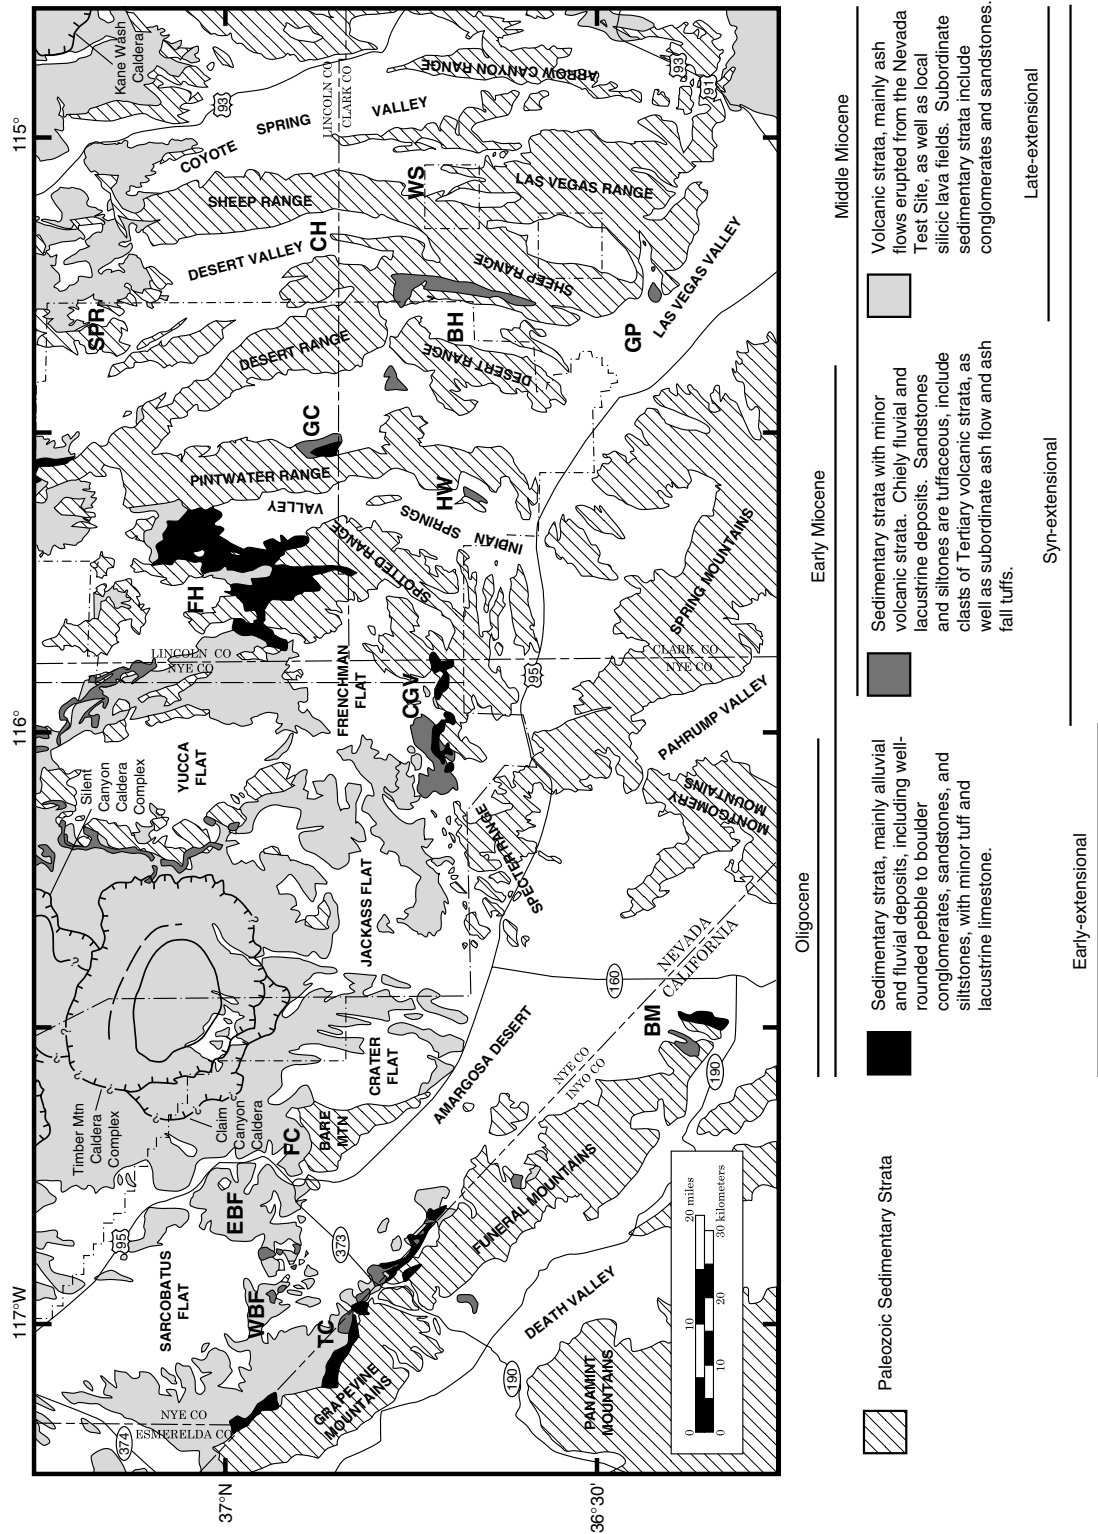 117°W
116°
115°
37°N
36°30'
374
NYE CO
ESMERELDA CO
SARCOBATUS
FLAT
95
Timber Mtn
Caldera
Complex
Claim
Canyon
Caldera
Silent
Canyon
Caldera
Complex
YUCCA
FLAT
LINCOLN CO
NYE CO
Kane Wash
Caldera
93
COYOTE
SPRING
VALLEY
LINCOLN CO
CLARK CO
ARROW CANYON RANGE
93
91
SHEEP RANGE
DESERT VALLEY
CH
WS
LAS VEGAS RANGE
SHEEP RANGE
SPR
DESERT RANGE
BH
DESERT RANGE
GP
LAS VEGAS VALLEY
GC
PINTWATER RANGE
HW
INDIAN
SPRINGS
VALLEY
FH
SPOTTED RANGE
FRENCHMAN
FLAT
CGV
95
CLARK CO
NYE CO
SPRING MOUNTAINS
PAHRUMP VALLEY
MONTGOMERY
MOUNTAINS
SPECTER RANGE
JACKASS FLAT
CRATER
FLAT
BARE
MTN
FC
EBF
WBF
TC
373
GRAPEVINE
MOUNTAINS
FUNERAL MOUNTAINS
AMARGOSA DESERT
NYE CO
INYO CO
NEVADA
CALIFORNIA
160
BM
190
DEATH VALLEY
190
PANAMINT
MOUNTAINS
0
10
20 miles
0
10
20
30 kilometers
Paleozoic Sedimentary Strata
Oligocene
Early Miocene
Middle Miocene
Sedimentary strata, mainly alluvial
and fluvial deposits, including well-
rounded pebble to boulder
conglomerates, sandstones, and
siltstones, with minor tuff and
lacustrine limestone.
Sedimentary strata with minor
volcanic strata. Chiely fluvial and
lacustrine deposits. Sandstones
and siltones are tuffaceous, include
clasts of Tertiary volcanic strata, as
well as subordinate ash flow and ash
fall tuffs.
Volcanic strata, mainly ash
flows erupted from the Nevada
Test Site, as well as local
silicic lava fields. Subordinate
sedimentary strata include
conglomerates and sandstones.
Early-extensional
Syn-extensional
Late-extensional